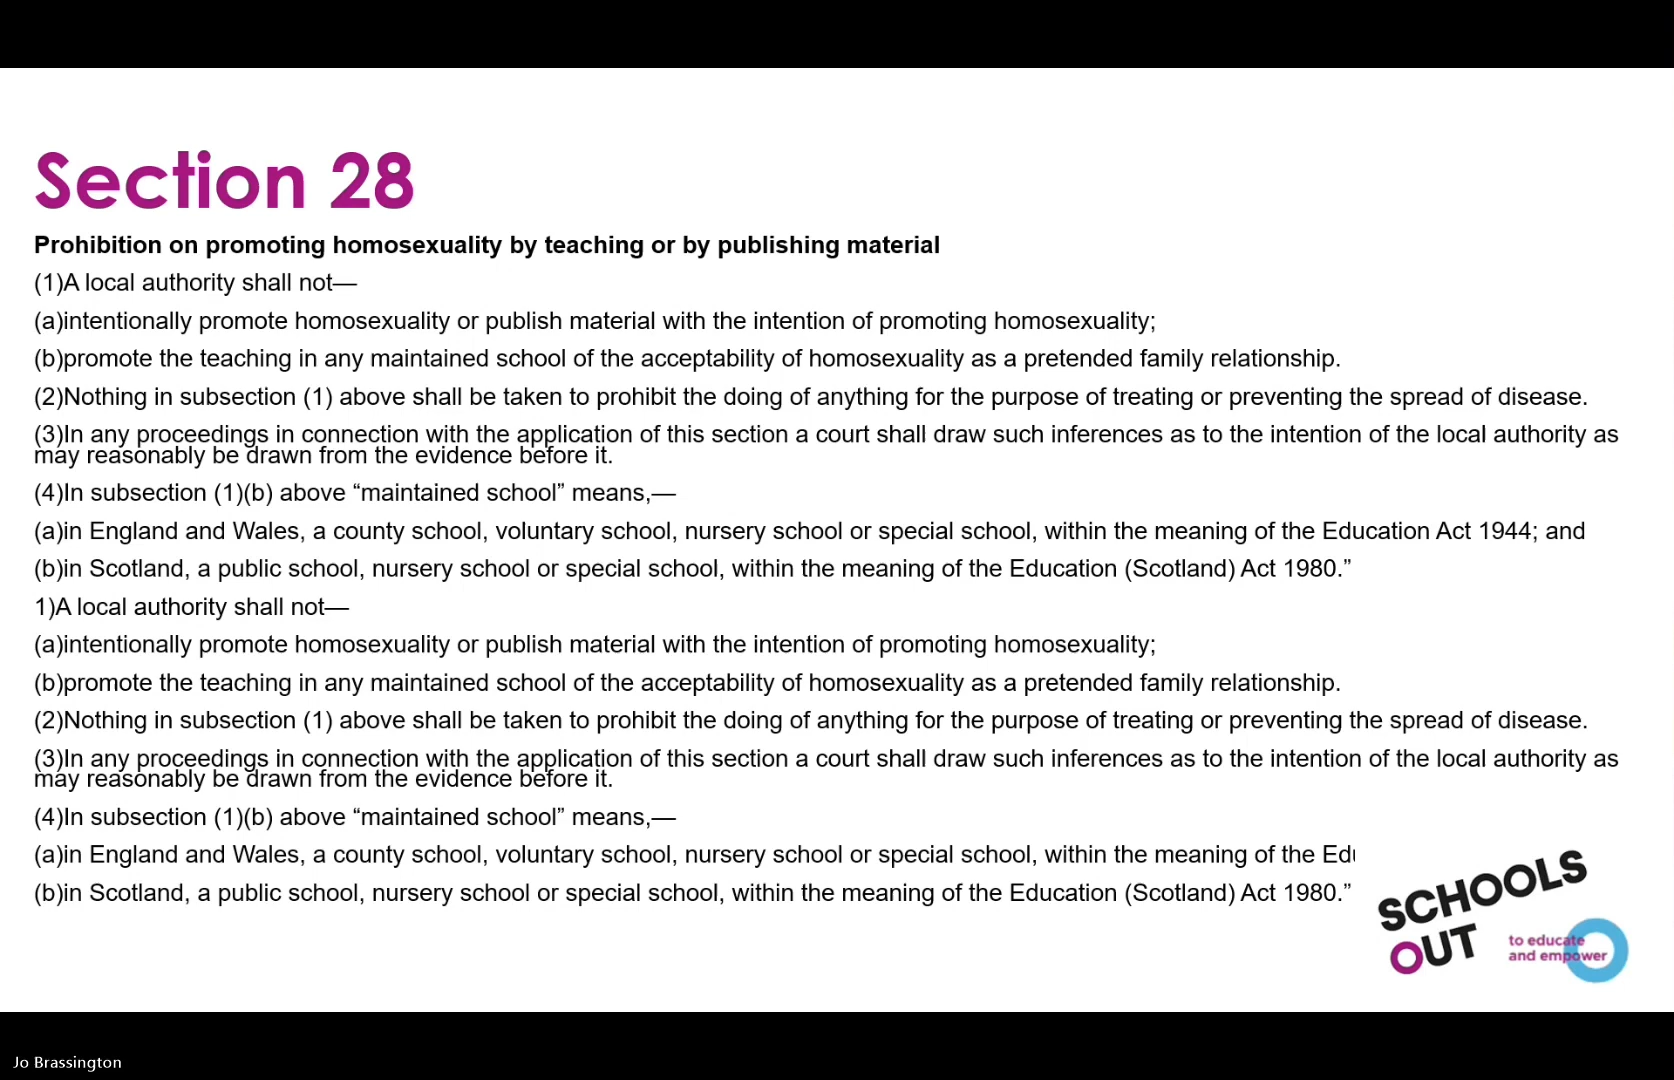 Section 28
Prohibition on promoting homosexuality by teaching or by publishing material
(1)A local authority shall not—
(a)intentionally promote homosexuality or publish material with the intention of promoting homosexuality;
(b)promote the teaching in any maintained school of the acceptability of homosexuality as a pretended family relationship.
(2)Nothing in subsection (1) above shall be taken to prohibit the doing of anything for the purpose of treating or preventing the spread of disease.
(3)In any proceedings in connection with the application of this section a court shall draw such inferences as to the intention of the local authority as
may reasonably be drawn from the evidence before it.
(4)In subsection (1)(b) above “maintained school” means,—
(a)in England and Wales, a county school, voluntary school, nursery school or special school, within the meaning of the Education Act 1944; and
(b)in Scotland, a public school, nursery school or special school, within the meaning of the Education (Scotland) Act 1980.”
1)A local authority shall not—
(a)intentionally promote homosexuality or publish material with the intention of promoting homosexuality;
(b)promote the teaching in any maintained school of the acceptability of homosexuality as a pretended family relationship.
(2)Nothing in subsection (1) above shall be taken to prohibit the doing of anything for the purpose of treating or preventing the spread of disease.
(3)In any proceedings in connection with the application of this section a court shall draw such inferences as to the intention of the local authority as
may reasonably be drawn from the evidence before it.
(4)In subsection (1)(b) above “maintained school” means,—
(a)in England and Wales, a county school, voluntary school, nursery school or special school, within the meaning of the
(b)in Scotland, a public school, nursery school or special school, within the meaning of the Education (Scotland) Act 1980.”
SCHOOLS
OUT
to educate
and empower
Jo Brassington